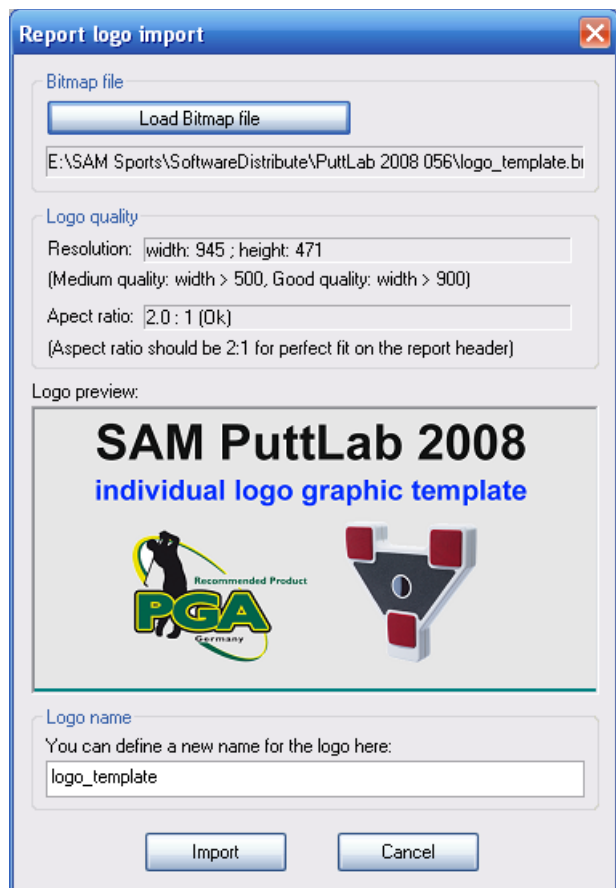 Report logo import
Bitmap file
Load Bitmap file
E:\SAM Sports\SoftwareDistribute\PuttLab 2008 056\logo_template.b
Logo quality
Resolution: width: 945 ; height: 471
(Medium quality: width > 500, Good quality: width > 900)
Apect ratio: 2.0 : 1 (Ok)
(Aspect ratio should be 2:1 for perfect fit on the report header)
Logo preview:
SAM PuttLab 2008
individual logo graphic template
Recommended Product
PGA
Germany
Logo name
You can define a new name for the logo here:
logo_template
Import Cancel